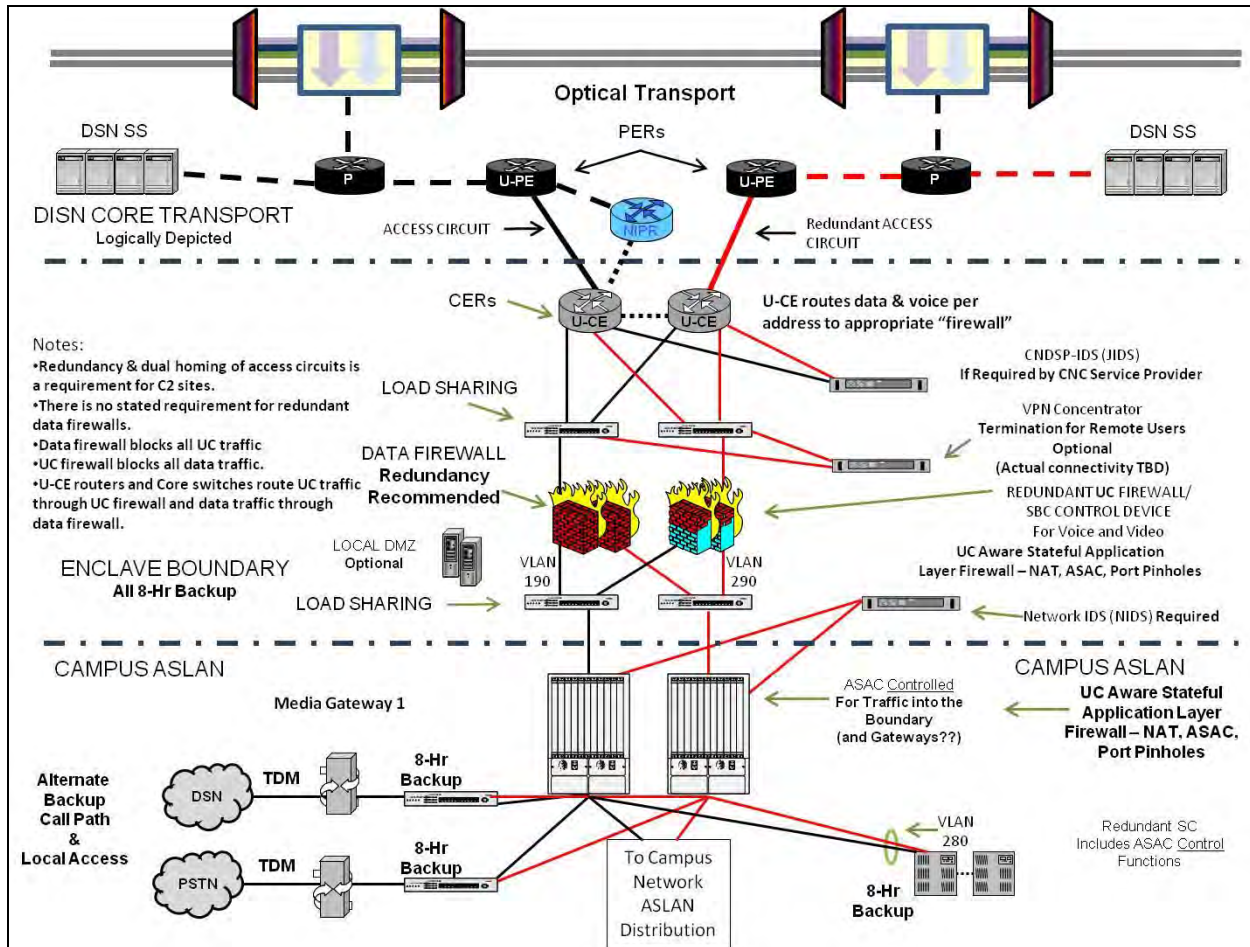 Optical Transport
DSN SS
PERs
DSN SS
P
U-PE
U-PE
P
NIPR
DISN CORE TRANSPORT
Logically Depicted
ACCESS CIRCUIT
Redundant ACCESS
CIRCUIT
CERs
U-CE
U-CE
U-CE routes data & voice per
address to appropriate “firewall”
Notes:
•Redundancy & dual homing of access circuits is
a requirement for C2 sites.
•There is no stated requirement for redundant
data firewalls.
•Data firewall blocks all UC traffic
•UC firewall blocks all data traffic.
•U-CE routers and Core switches route UC traffic
through UC firewall and data traffic through
data firewall.
CNDSP-IDS (JIDS)
If Required by CNC Service Provider
LOAD SHARING
VPN Concentrator
Termination for Remote Users
Optional
(Actual connectivity TBD)
DATA FIREWALL
Redundancy
Recommended
REDUNDANT UC FIREWALL/
SBC CONTROL DEVICE
For Voice and Video
UC Aware Stateful Application
Layer Firewall – NAT, ASAC, Port Pinholes
LOCAL DMZ
Optional
VLAN
190
VLAN
290
ENCLAVE BOUNDARY
All 8-Hr Backup
LOAD SHARING
Network IDS (NIDS) Required
CAMPUS ASLAN
CAMPUS ASLAN
Media Gateway 1
ASAC Controlled
For Traffic into the
Boundary
(and Gateways??)
UC Aware Stateful
Application Layer
Firewall – NAT, ASAC,
Port Pinholes
Alternate
Backup
Call Path
&
Local Access
DSN
TDM
8-Hr
Backup
PSTN
TDM
8-Hr
Backup
To Campus
Network
ASLAN
Distribution
VLAN
280
8-Hr
Backup
Redundant SC
Includes ASAC Control
Functions